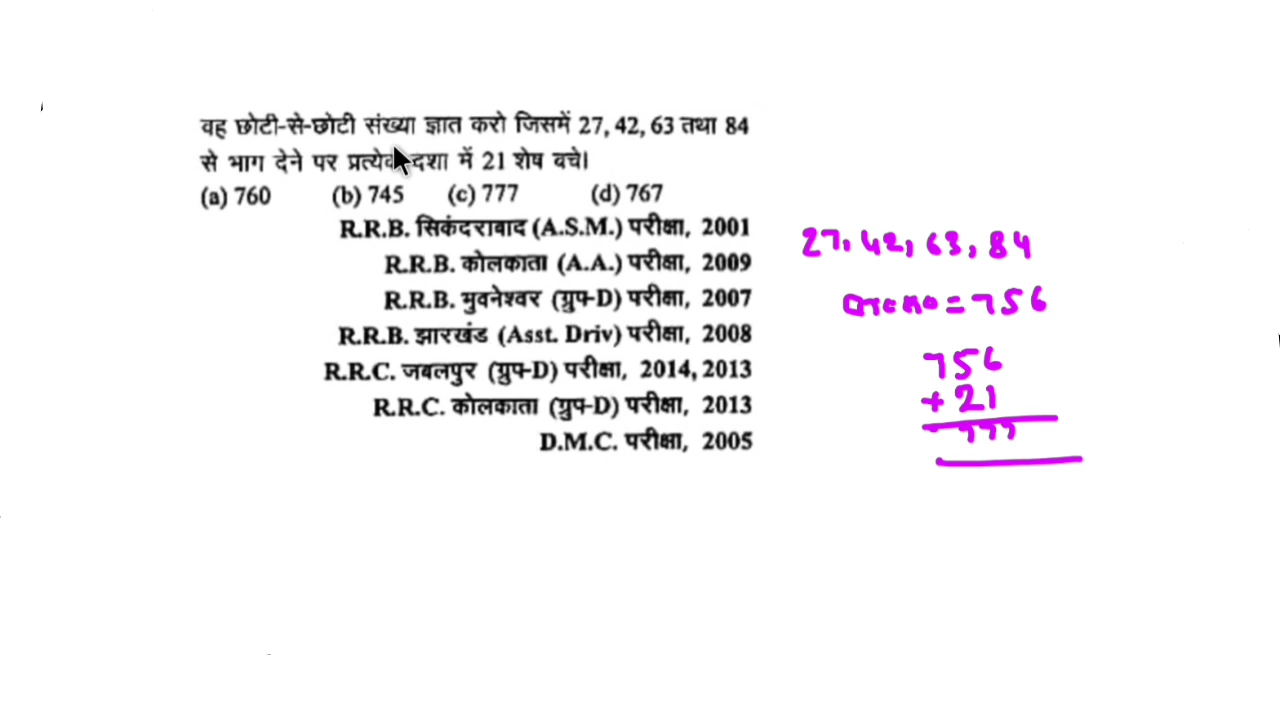 वह छोटी-से-छोटी संख्या ज्ञात करो जिसमें 27, 42, 63 तथा 84
से भाग देने पर प्रत्येक दशा में 21 शेष बचे।
(a) 760 (b) 745 (c) 777 (d) 767
R.R.B. सिकंदराबाद (A.S.M.) परीक्षा, 2001
R.R.B. कोलकाता (A.A.) परीक्षा, 2009
R.R.B. भुवनेश्वर (ग्रुप-D) परीक्षा, 2007
R.R.B. झारखंड (Asst. Driv) परीक्षा, 2008
R.R.C. जबलपुर (ग्रुप-D) परीक्षा, 2014, 2013
R.R.C. कोलकाता (ग्रुप-D) परीक्षा, 2013
D.M.C. परीक्षा, 2005
27, 42, 63, 84
= 756
756
+ 21
777